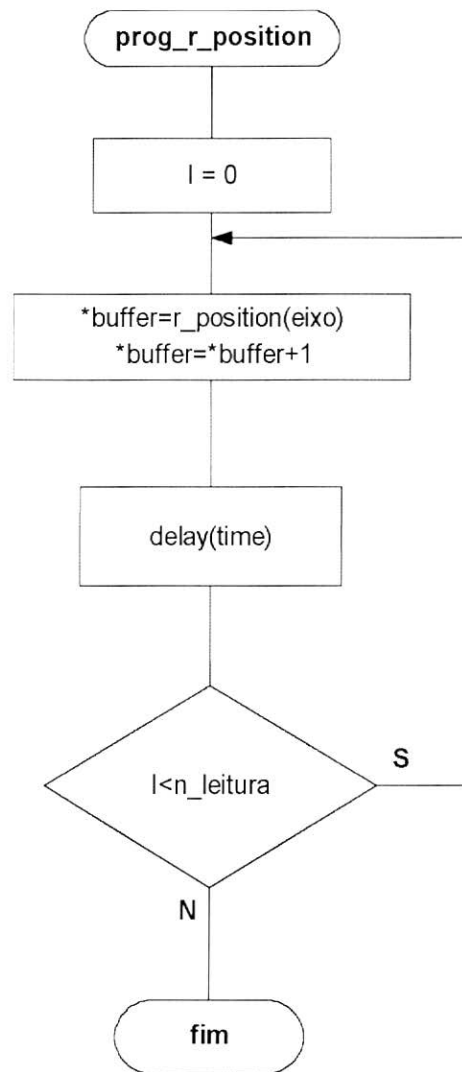 prog_r_position
I = 0
*buffer=r_position(eixo)
*buffer=*buffer+1
delay(time)
I<n_leitura
S
N
fim